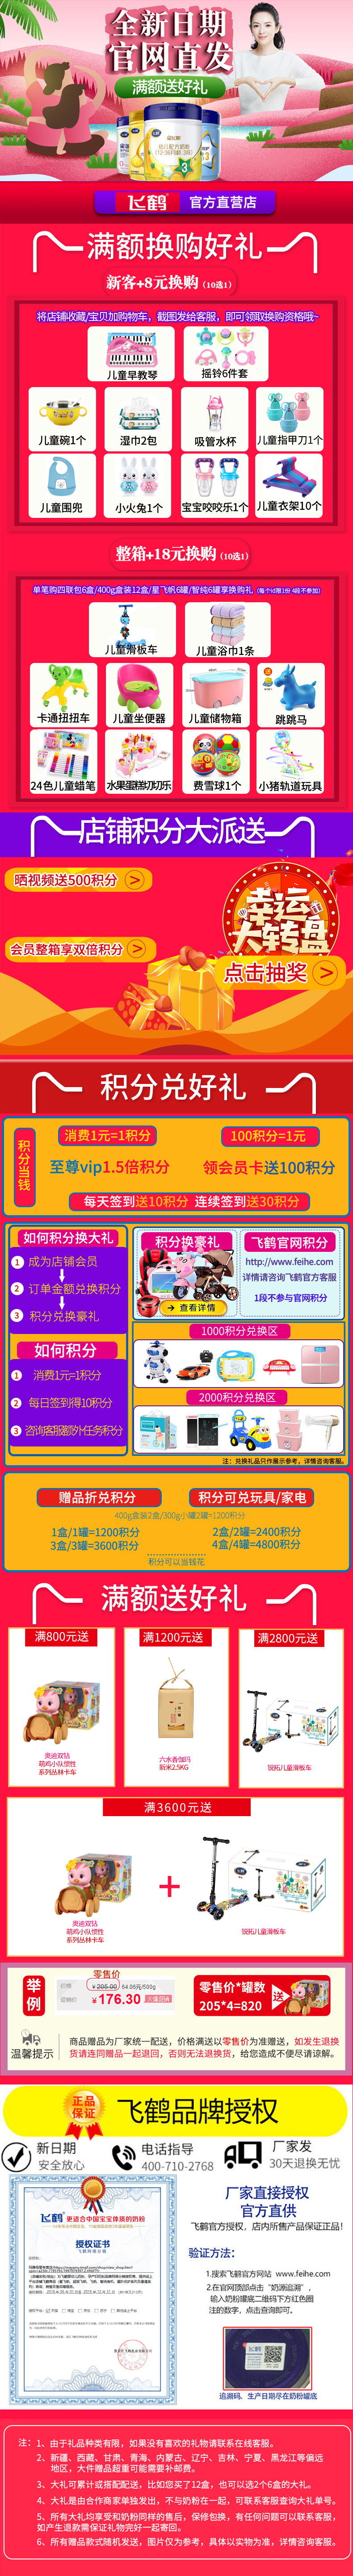 全新日期
官网直发
满额送好礼
飞鹤 官方直营店
满额换购好礼
新客+8元换购（10选1）
将店铺收藏/宝贝加购物车，截图发给客服，即可领取换购资格哦~
儿童早教琴
摇铃6件套
儿童碗1个
湿巾2包
吸管水杯
儿童指甲刀1个
儿童围兜
小火兔1个
宝宝咬咬乐1个
儿童衣架10个
整箱+18元换购（10选1）
单笔购四联包6盒/400g盒装12盒/星飞帆6罐/智纯6罐享换购礼（每个id限1份 4段不参加）
儿童滑板车
儿童浴巾1条
卡通扭扭车
儿童坐便器
儿童储物箱
跳跳马
24色儿童蜡笔
水果蛋糕切切乐
费雪球1个
小猪轨道玩具
店铺积分大派送
晒视频送500积分 >
幸运
大转盘
会员整箱享双倍积分 >
点击抽奖 >
积分兑好礼
积分当钱
消费1元=1积分
100积分=1元
至尊vip1.5倍积分
领会员卡送100积分
每天签到送10积分 连续签到送30积分
如何积分换大礼
1 成为店铺会员
2 订单金额兑换积分
3 积分兑换豪礼
积分换豪礼
→ 查看详情
飞鹤官网积分
http://www.feihe.com
详情请咨询飞鹤官方客服
1段不参与官网积分
如何积分
1 消费1元=1积分
2 每日签到得10积分
3 咨询客服额外任务积分
1000积分兑换区
2000积分兑换区
注：兑换礼品只作展示参考，详情咨询客服。
赠品折兑积分
积分可兑玩具/家电
400g盒装2盒/300g小罐2罐=1200积分
1盒/1罐=1200积分
2盒/2罐=2400积分
3盒/3罐=3600积分
4盒/4罐=4800积分
积分可以当钱花
满额送好礼
满800元送
满1200元送
满2800元送
奥迪双钻
萌鸡小队惯性
系列丛林卡车
六水香伽玛
新米2.5KG
锐拓儿童滑板车
满3600元送
奥迪双钻
萌鸡小队惯性
系列丛林卡车
+
锐拓儿童滑板车
举例
零售价
价格 ¥205.00 64.06元/500g
促销价 ¥176.30
零售价*罐数
205*4=820
送
温馨提示
商品赠品为厂家统一配送，价格满送以零售价为准赠送，如发生退换
货请连同赠品一起退回，否则无法退换货，给您造成不便尽请谅解。
正品
保证
飞鹤品牌授权
新日期
安全放心
电话指导
400-710-2768
厂家发
30天退换无忧
飞鹤 更适合中国宝宝体质的奶粉
授权证书
厂家直接授权
官方直供
飞鹤官方授权，店内所售产品保证正品！
验证方法：
1.搜索飞鹤官方网站 www.feihe.com
2.在官网顶部点击“奶源追溯”，
输入奶粉罐底二维码下方红色圈
注的数字，点击查询即可。
追溯码、生产日期尽在奶粉罐底
注：1、由于礼品种类有限，如果没有喜欢的礼物请联系在线客服。
2、新疆、西藏、甘肃、青海、内蒙古、辽宁、吉林、宁夏、黑龙江等偏远
地区，大件赠品超重可能需要补邮费。
3、大礼可累计或搭配配送，比如您买了12盒，也可以选2个6盒的大礼。
4、大礼是由合作商家单独发出，不与奶粉在一起，可联系客服查询大礼单号。
5、所有大礼均享受和奶粉同样的售后，保修包换，有任何问题可以联系客服，
如产生退款需保证礼物完好一起寄回。
6、所有赠品款式随机发送，图片仅为参考，具体以实物为准，详情咨询客服。